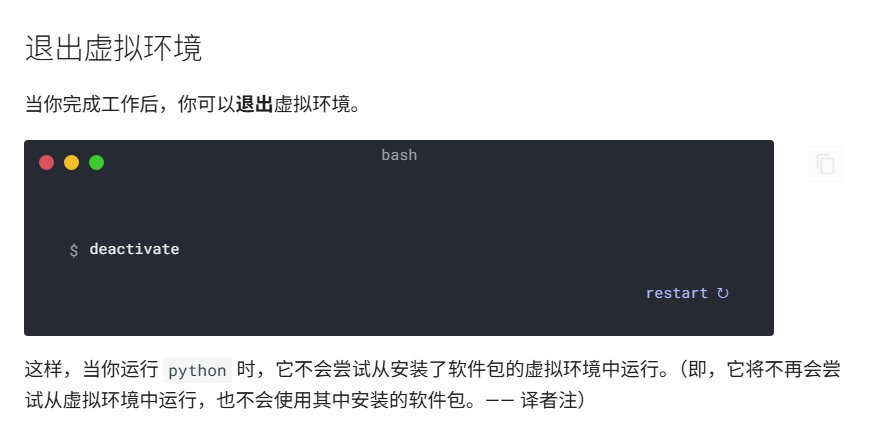 退出虚拟环境
当你完成工作后，你可以退出虚拟环境。
bash
$ deactivate
restart ↻
这样，当你运行 python 时，它不会尝试从安装了软件包的虚拟环境中运行。（即，它将不再会尝
试从虚拟环境中运行，也不会使用其中安装的软件包。—— 译者注）